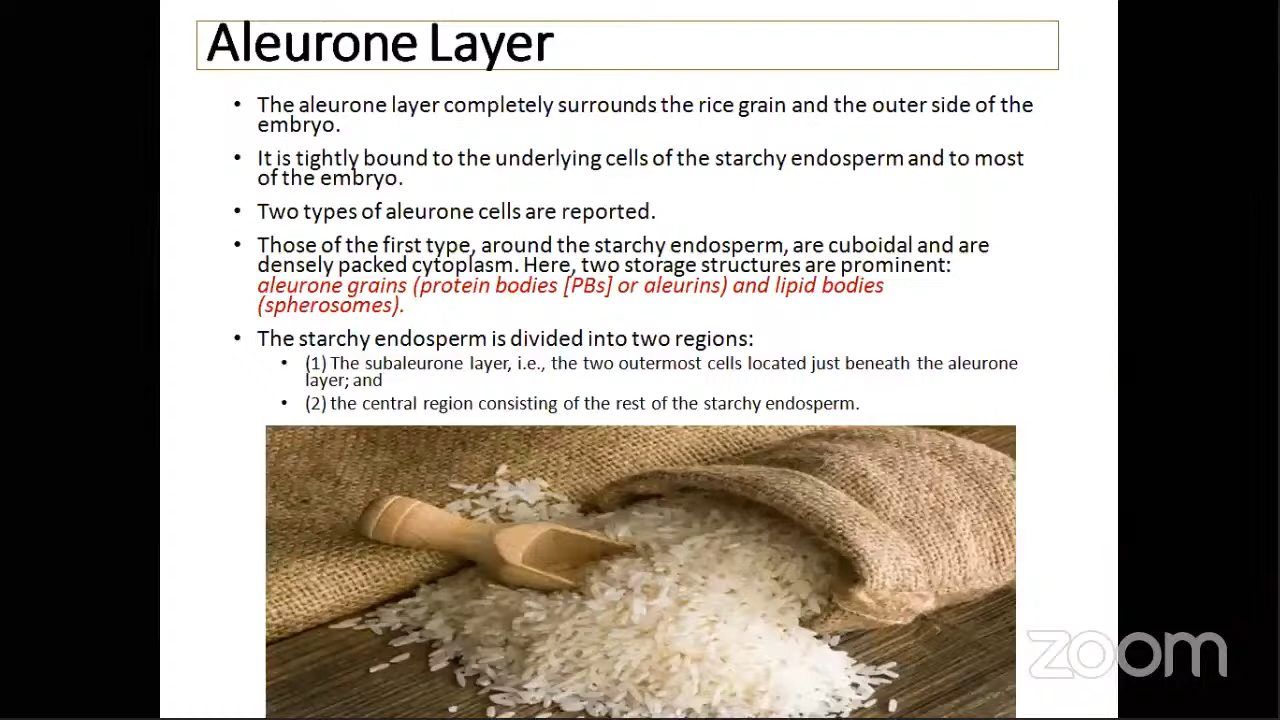 Aleurone Layer
• The aleurone layer completely surrounds the rice grain and the outer side of the
embryo.
• It is tightly bound to the underlying cells of the starchy endosperm and to most
of the embryo.
• Two types of aleurone cells are reported.
• Those of the first type, around the starchy endosperm, are cuboidal and are
densely packed cytoplasm. Here, two storage structures are prominent:
aleurone grains (protein bodies [PBs] or aleurins) and lipid bodies
(spherosomes).
• The starchy endosperm is divided into two regions:
• (1) The subaleurone layer, i.e., the two outermost cells located just beneath the aleurone
layer; and
• (2) the central region consisting of the rest of the starchy endosperm.
zoom